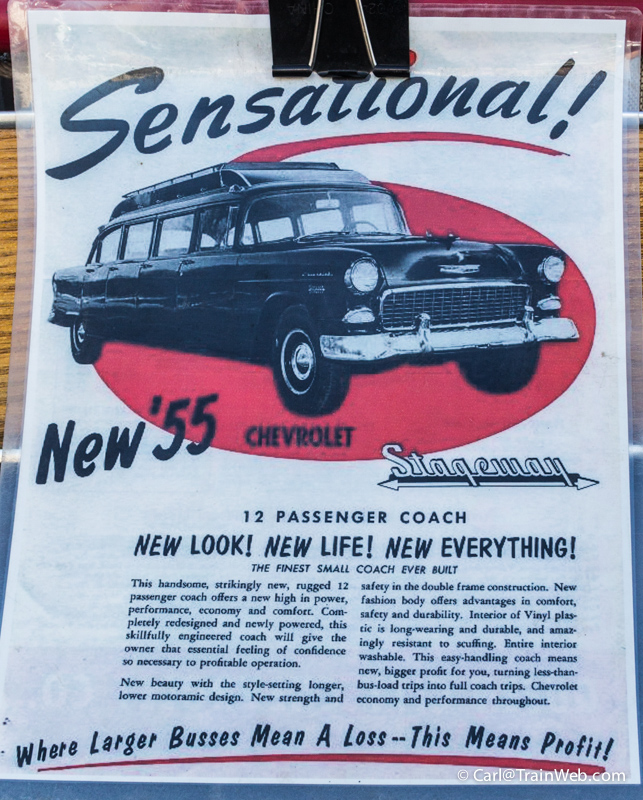 Sensational!
New '55 CHEVROLET
Stageway
12 PASSENGER COACH
NEW LOOK! NEW LIFE! NEW EVERYTHING!
THE FINEST SMALL COACH EVER BUILT
This handsome, strikingly new, rugged 12
passenger coach offers a new high in power,
performance, economy and comfort. Com-
pletely redesigned and newly powered, this
skillfully engineered coach will give the
owner that essential feeling of confidence
so necessary to profitable operation.
New beauty with the style-setting longer,
lower motoramic design. New strength and
safety in the double frame construction. New
fashion body offers advantages in comfort,
safety and durability. Interior of Vinyl plas-
tic is long-wearing and durable, and amaz-
ingly resistant to scuffing. Entire interior
washable. This easy-handling coach means
new, bigger profit for you, turning less-than-
bus-load trips into full coach trips. Chevrolet
economy and performance throughout.
Where Larger Busses Mean A Loss--This Means Profit!
© Carl@TrainWeb.com